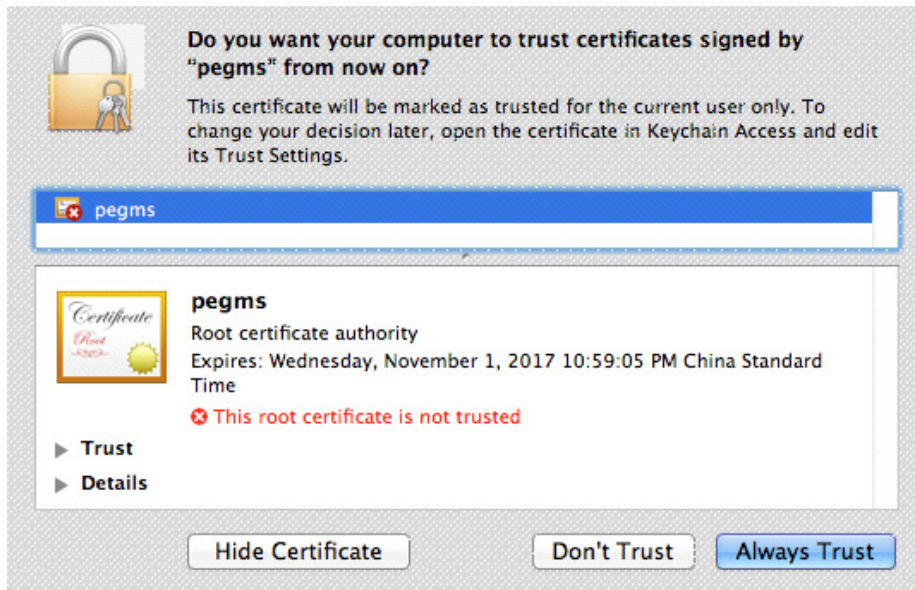 Do you want your computer to trust certificates signed by
“pegms” from now on?
This certificate will be marked as trusted for the current user only. To
change your decision later, open the certificate in Keychain Access and edit
its Trust Settings.
pegms
Certificate
Root
pegms
Root certificate authority
Expires: Wednesday, November 1, 2017 10:59:05 PM China Standard
Time
This root certificate is not trusted
Trust
Details
Hide Certificate
Don't Trust
Always Trust